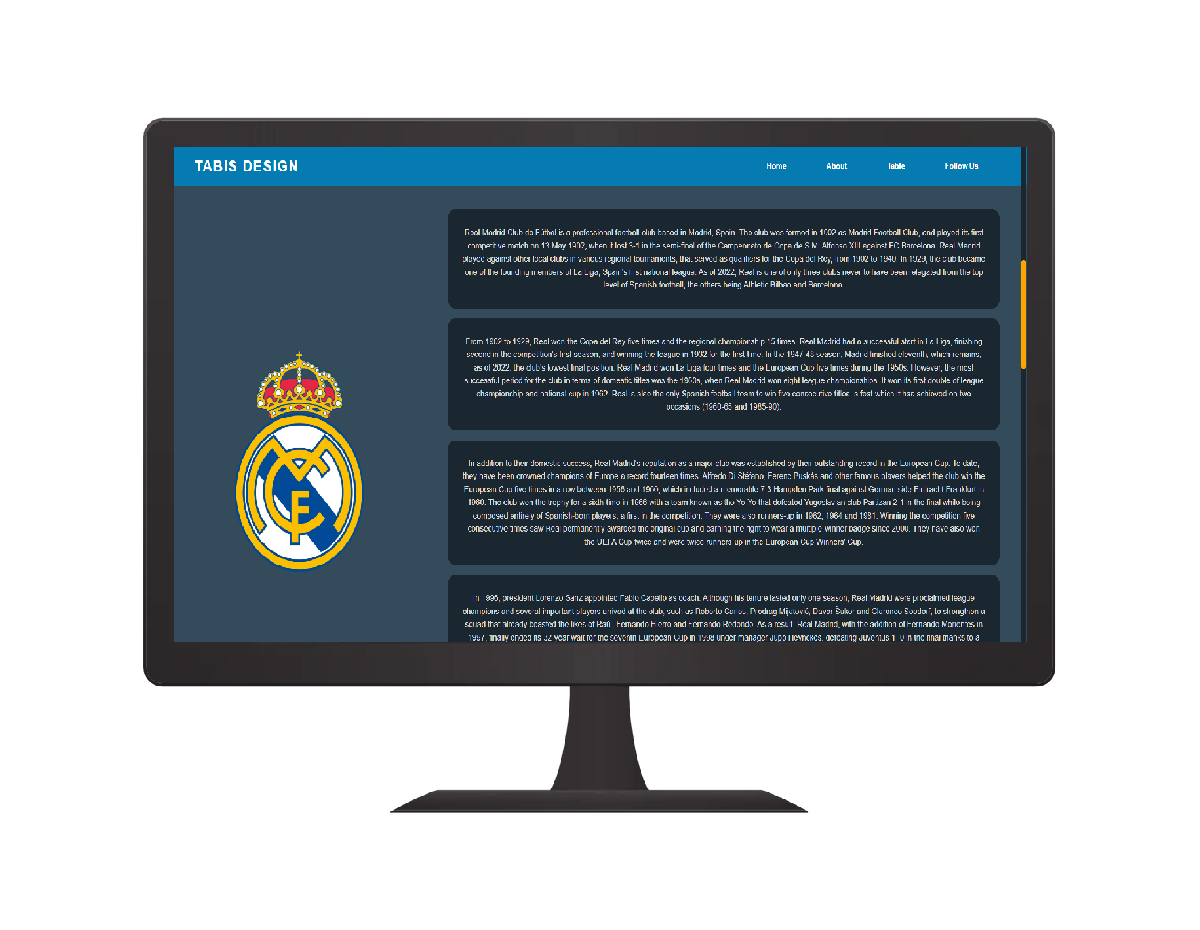 TABIS DESIGN
Home About Table Follow Us
Real Madrid Club de Fútbol is a professional football club based in Madrid, Spain. The club was formed in 1902 as Madrid Football Club, and played its first
competitive match on 13 May 1902, when it lost 3-1 in the semi-final of the Campeonato de Copa de S.M. Alfonso XIII against FC Barcelona. Real Madrid
played against other local clubs in various regional tournaments, that served as qualifiers for the Copa del Rey, from 1902 to 1940. In 1929, the club became
one of the founding members of La Liga, Spain's first national league. As of 2022, Real is one of only three clubs never to have been relegated from the top
level of Spanish football, the others being Athletic Bilbao and Barcelona.
From 1902 to 1929, Real won the Copa del Rey five times and the regional championship 15 times. Real Madrid had a successful start in La Liga, finishing
second in the competition's first season, and winning the league in 1932 for the first time. In the 1947-48 season, Madrid finished eleventh, which remains,
as of 2022, the club's lowest final position. Real Madrid won La Liga four times and the European Cup five times during the 1950s. However, the most
successful period for the club in terms of domestic titles was the 1960s, when Real Madrid won eight league championships. It won its first double of league
championship and national cup in 1962. Real is also the only Spanish football team to win five consecutive titles, a feat which it has achieved on two
occasions (1960-65 and 1985-90).
In addition to their domestic success, Real Madrid's reputation as a major club was established by their outstanding record in the European Cup. To date,
they have been crowned champions of Europe a record fourteen times. Alfredo Di Stéfano, Ferenc Puskás and other famous players helped the club win the
European Cup five times in a row between 1956 and 1960, which included a memorable 7-3 Hampden Park final against German side Eintracht Frankfurt in
1960. The club won the trophy for a sixth time in 1966 with a team known as the Ye-Ye that defeated Yugoslavian club Partizan 2-1 in the final while being
composed entirely of Spanish-born players, a first in the competition. They were also runners-up in 1962, 1964 and 1981. Winning the competition five
consecutive times saw Real permanently awarded the original cup and earning the right to wear a multiple-winner badge since 2000. They have also won
the UEFA Cup twice and were twice runners-up in the European Cup Winners' Cup.
In 1996, president Lorenzo Sanz appointed Fabio Capello as coach. Although his tenure lasted only one season, Real Madrid were proclaimed league
champions and several important players arrived at the club, such as Roberto Carlos, Predrag Mijatović, Davor Šuker and Clarence Seedorf, to strengthen a
squad that already boasted the likes of Raúl, Fernando Hierro and Fernando Redondo. As a result, Real Madrid, with the addition of Fernando Morientes in
1997, finally ended its 32-year wait for the seventh European Cup in 1998 under manager Jupp Heynckes, defeating Juventus 1-0 in the final thanks to a